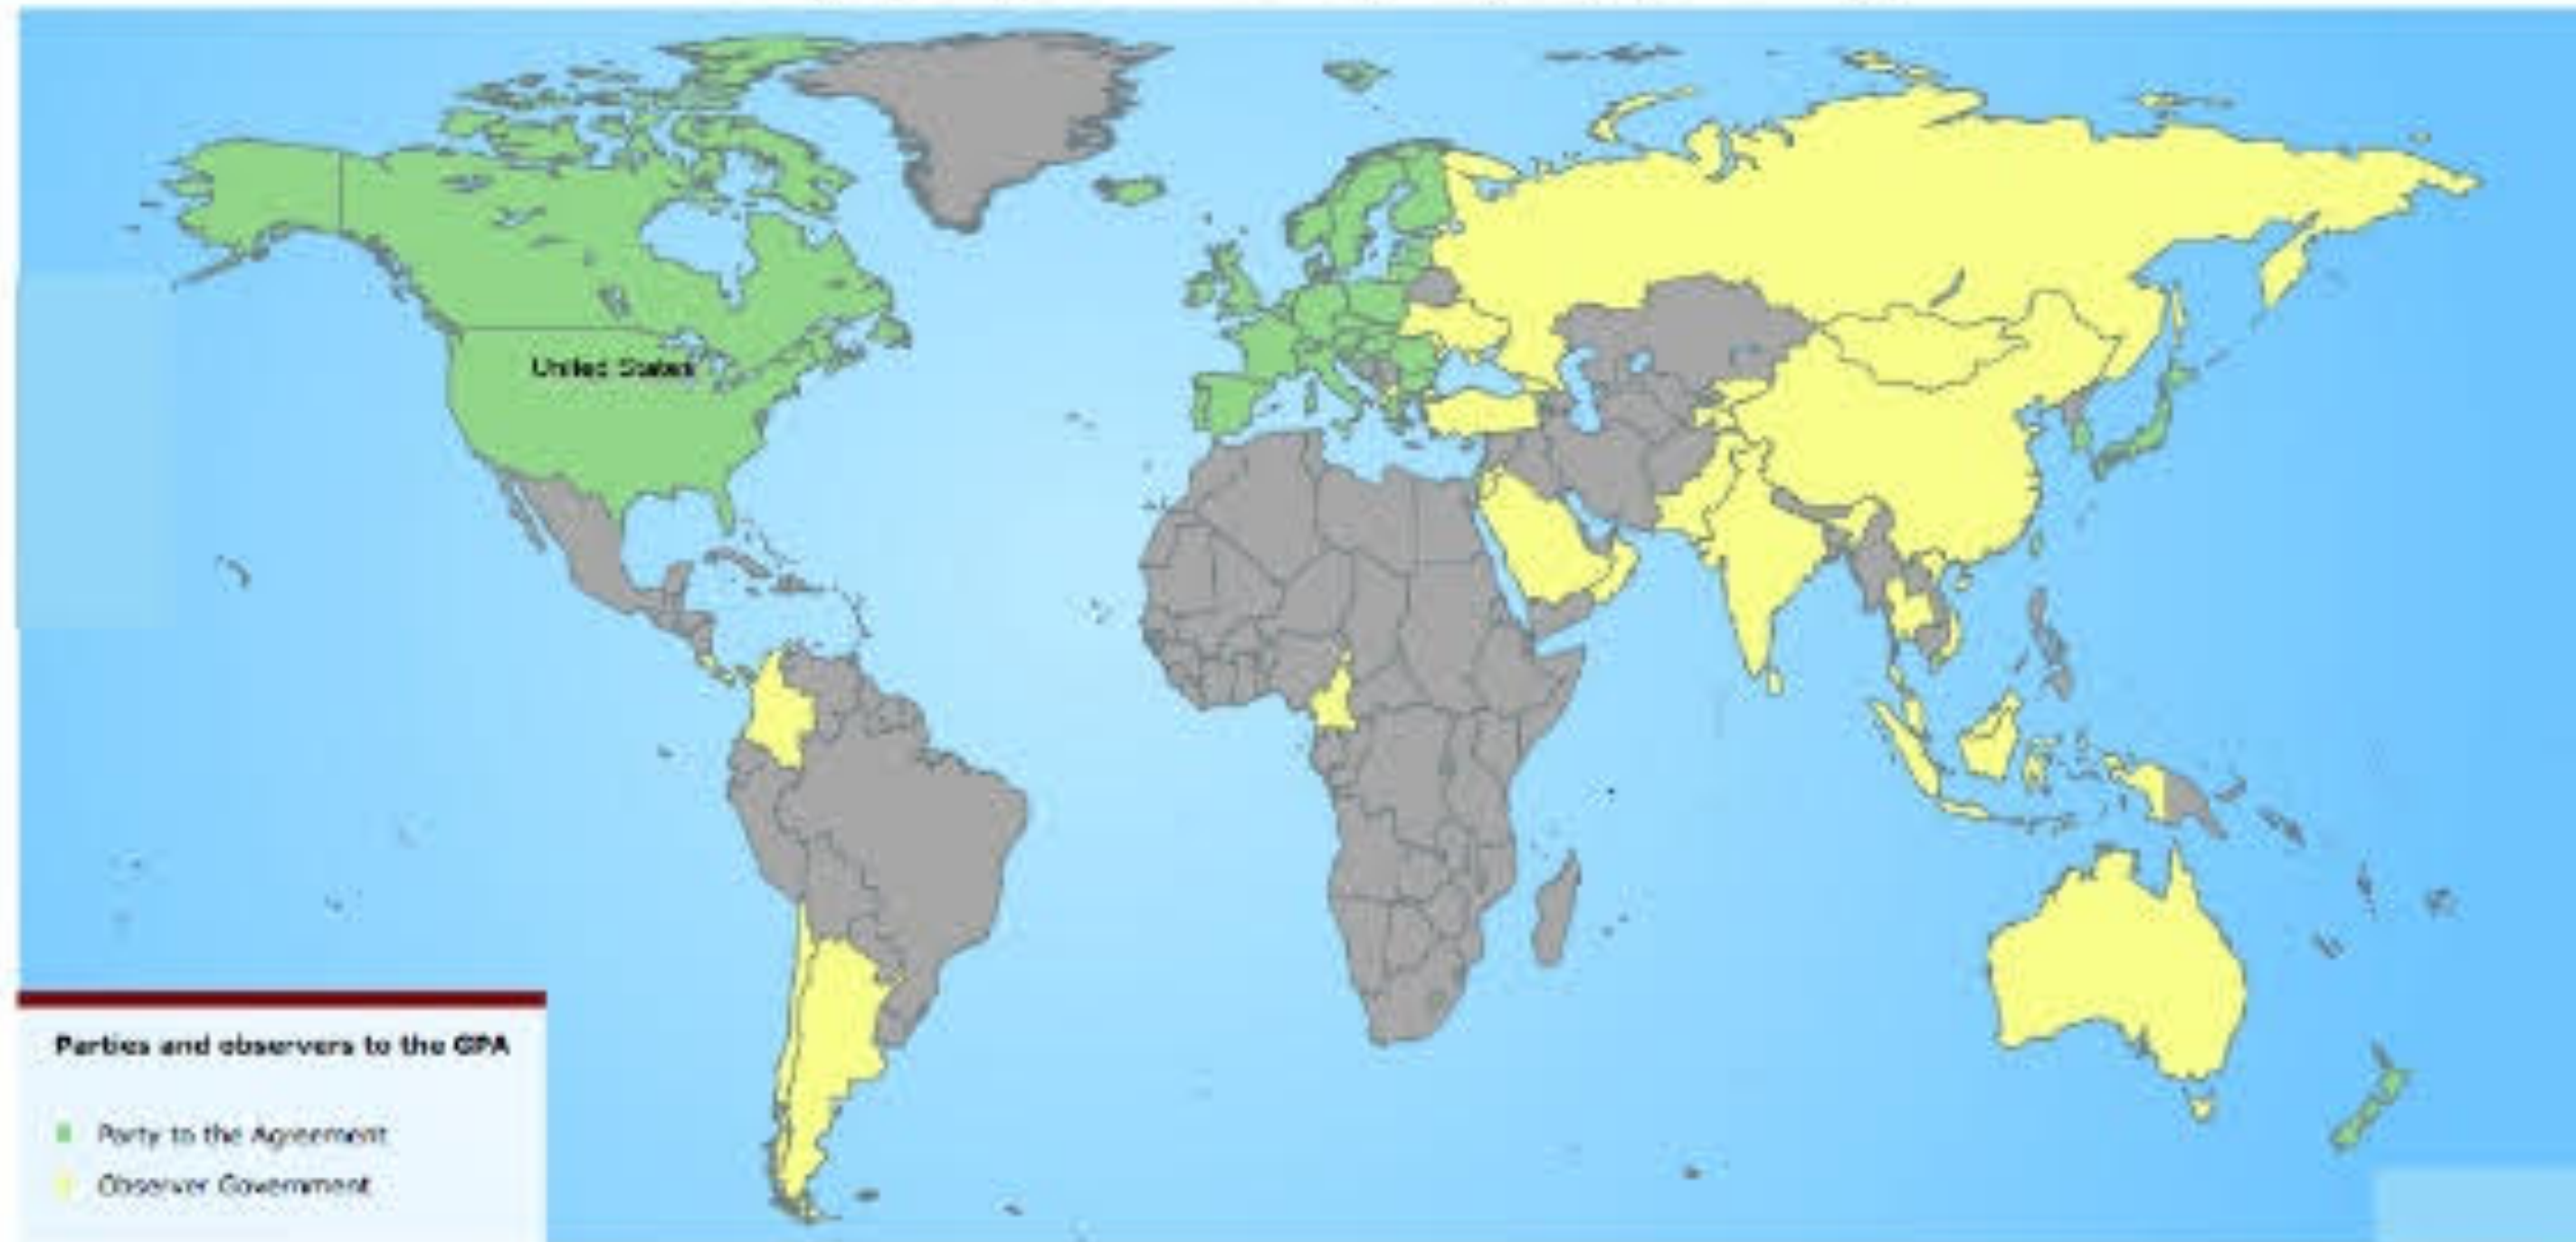 United States
Parties and observers to the GPA
Party to the Agreement
Observer Government